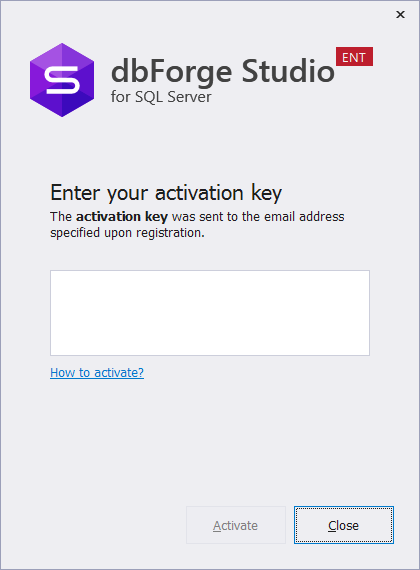 dbForge Studio ENT
for SQL Server
Enter your activation key
The activation key was sent to the email address
specified upon registration.
How to activate?
Activate
Close